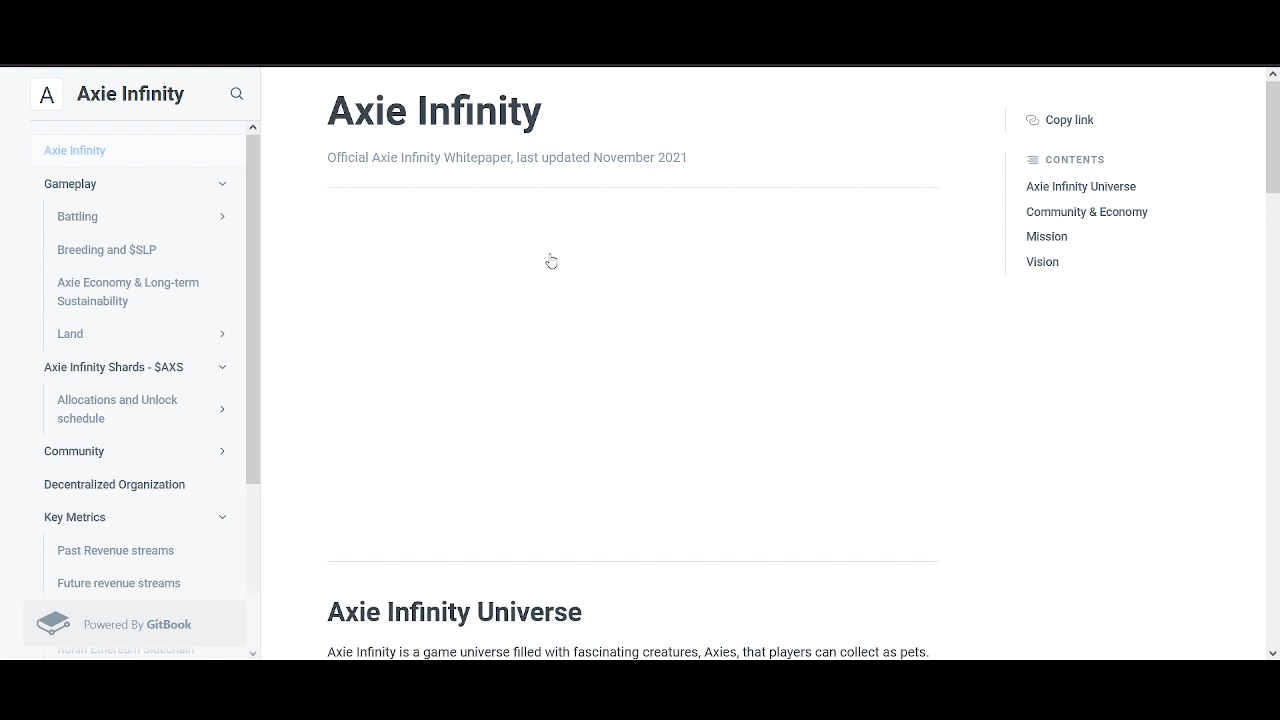 A
Axie Infinity
Axie Infinity
Gameplay
Battling
Breeding and $SLP
Axie Economy & Long-term
Sustainability
Land
Axie Infinity Shards - $AXS
Allocations and Unlock
schedule
Community
Decentralized Organization
Key Metrics
Past Revenue streams
Future revenue streams
Powered By GitBook
Ronin Ethereum Sidechain
Axie Infinity
Official Axie Infinity Whitepaper, last updated November 2021
Axie Infinity Universe
Axie Infinity is a game universe filled with fascinating creatures, Axies, that players can collect as pets.
Copy link
CONTENTS
Axie Infinity Universe
Community & Economy
Mission
Vision